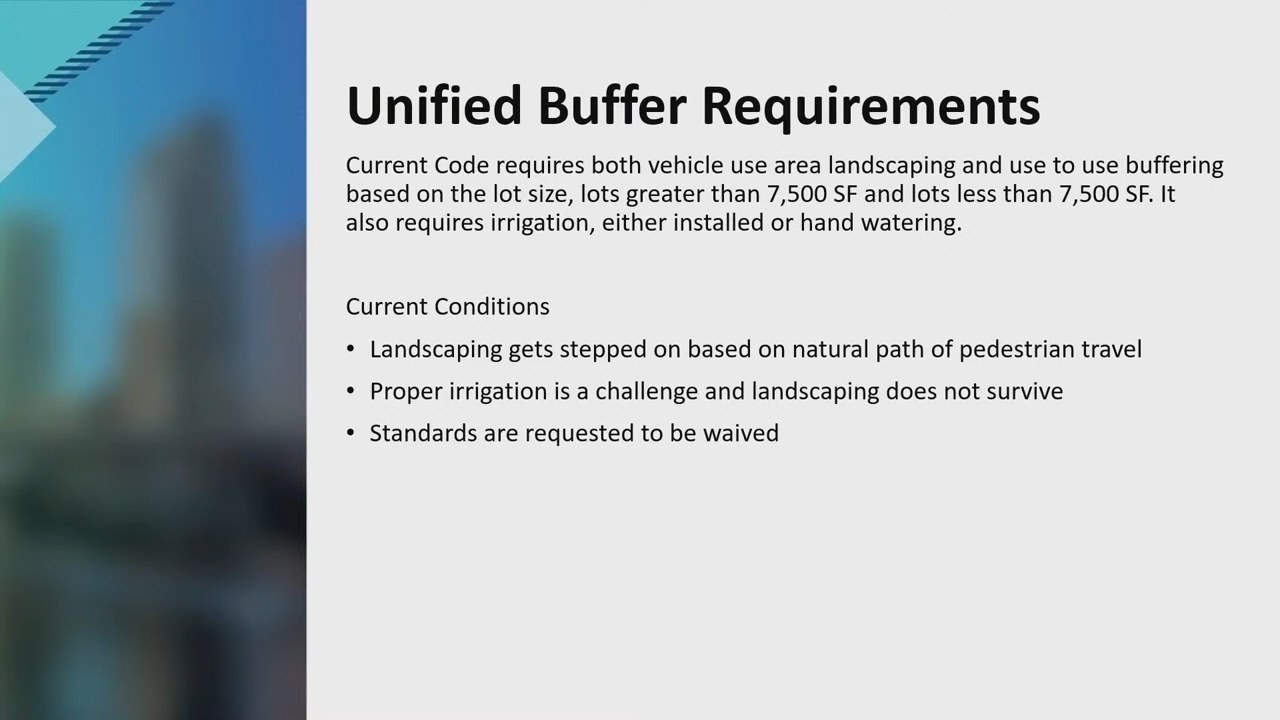 Unified Buffer Requirements
Current Code requires both vehicle use area landscaping and use to use buffering
based on the lot size, lots greater than 7,500 SF and lots less than 7,500 SF. It
also requires irrigation, either installed or hand watering.
Current Conditions
• Landscaping gets stepped on based on natural path of pedestrian travel
• Proper irrigation is a challenge and landscaping does not survive
• Standards are requested to be waived